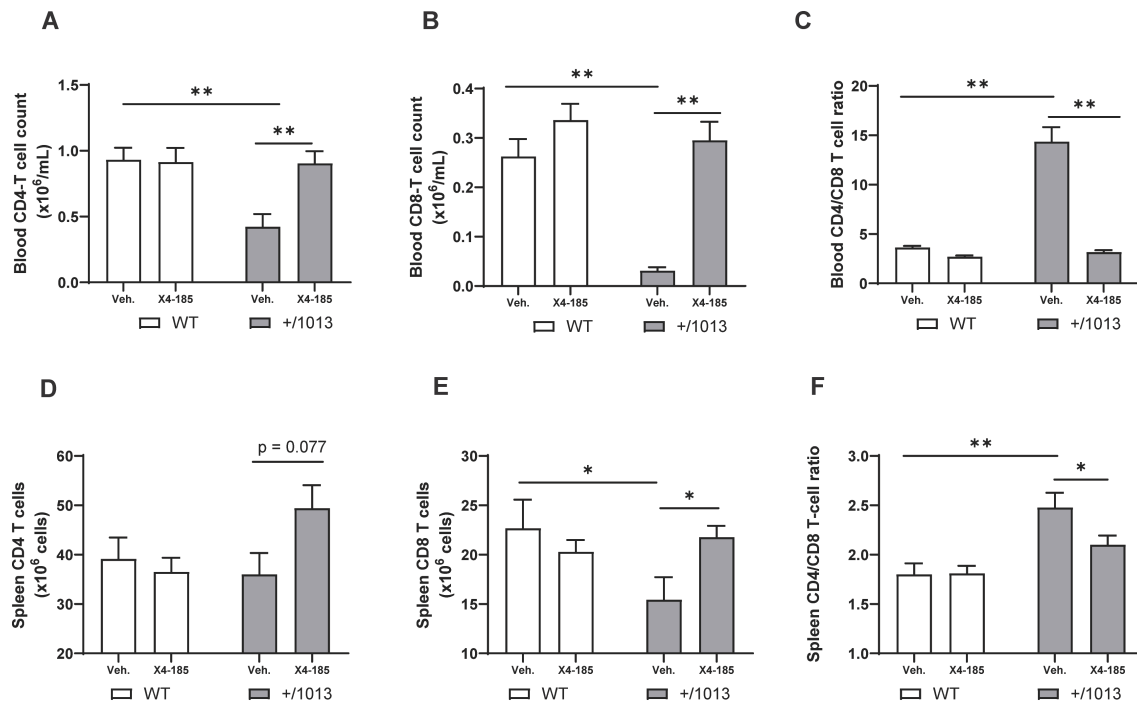 A
Blood CD4-T cell count
(x10⁶/mL)
1.5
1.0
0.5
0.0
**
**
Veh.
X4-185
Veh.
X4-185
WT
+/1013
B
Blood CD8-T cell count
(x10⁶/mL)
0.4
0.3
0.2
0.1
0.0
**
**
Veh.
X4-185
Veh.
X4-185
WT
+/1013
C
Blood CD4/CD8 T cell ratio
20
15
10
5
0
**
**
Veh.
X4-185
Veh.
X4-185
WT
+/1013
D
Spleen CD4 T cells
(x10⁶ cells)
60
50
40
30
20
p = 0.077
Veh.
X4-185
Veh.
X4-185
WT
+/1013
E
Spleen CD8 T cells
(x10⁶ cells)
30
25
20
15
10
*
*
Veh.
X4-185
Veh.
X4-185
WT
+/1013
F
Spleen CD4/CD8 T-cell ratio
3.0
2.5
2.0
1.5
1.0
**
*
Veh.
X4-185
Veh.
X4-185
WT
+/1013